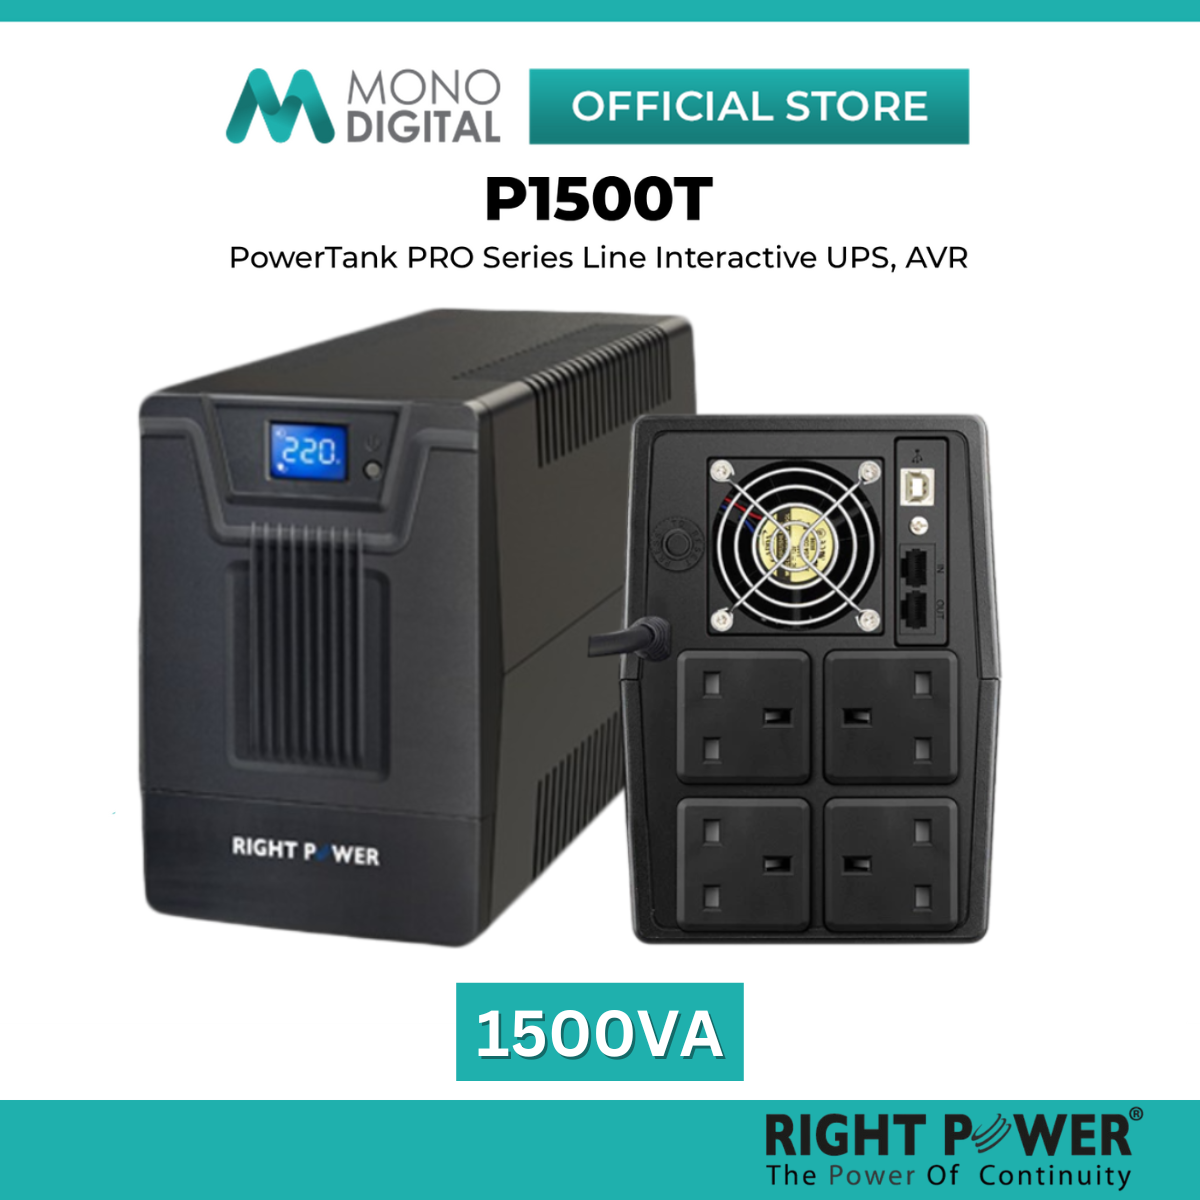 MONO
DIGITAL
OFFICIAL STORE
P1500T
PowerTank PRO Series Line Interactive UPS, AVR
220
RIGHT POWER
IN
OUT
1500VA
RIGHT POWER®
The Power Of Continuity